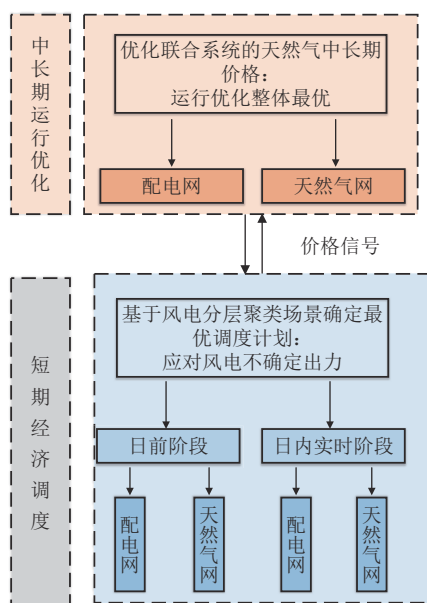 中长期运行优化
优化联合系统的天然气中长期
价格：
运行优化整体最优
配电网
天然气网
价格信号
短期经济调度
基于风电分层聚类场景确定最
优调度计划：
应对风电不确定出力
日前阶段
日内实时阶段
配电网
天然气网
配电网
天然气网